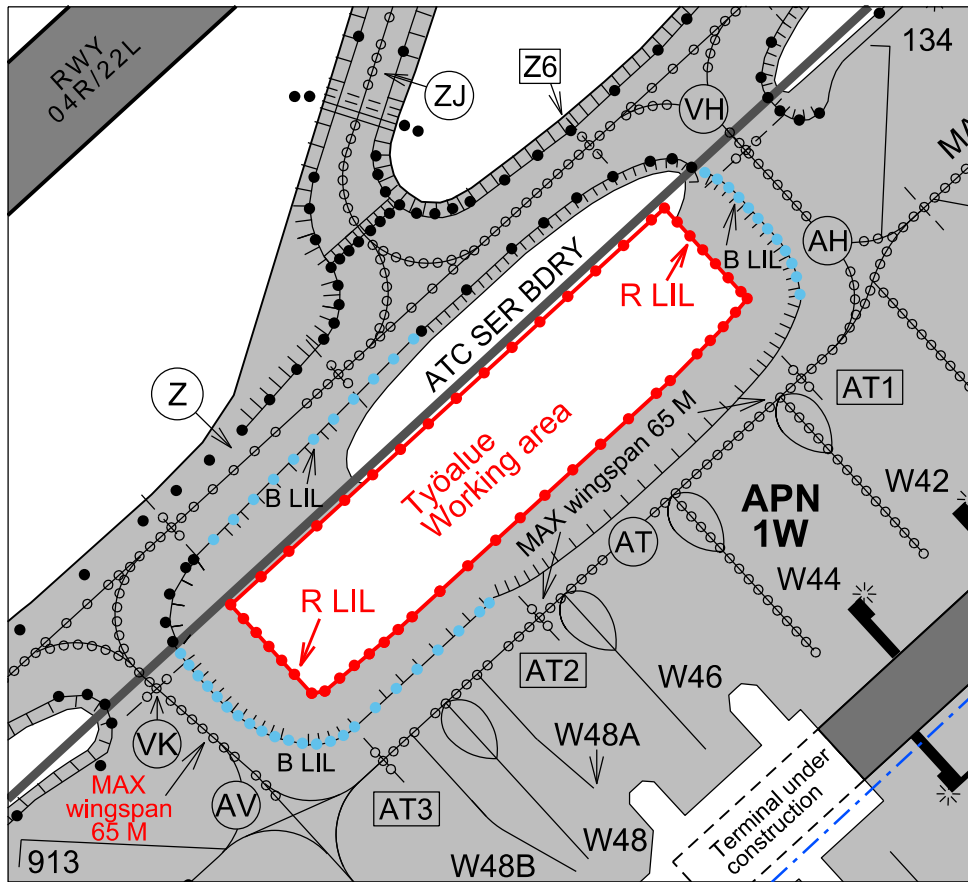 RWY
04R/22L
ZJ
Z6
134
VH
MA
AH
B LIL
R LIL
ATC SER BDRY
Z
B LIL
Työalue
Working area
MAX wingspan 65 M
AT1
APN
1W
W42
AT
W44
R LIL
AT2
W46
VK
W48A
B LIL
MAX
wingspan
65 M
AV
AT3
913
W48
W48B
Terminal under
construction